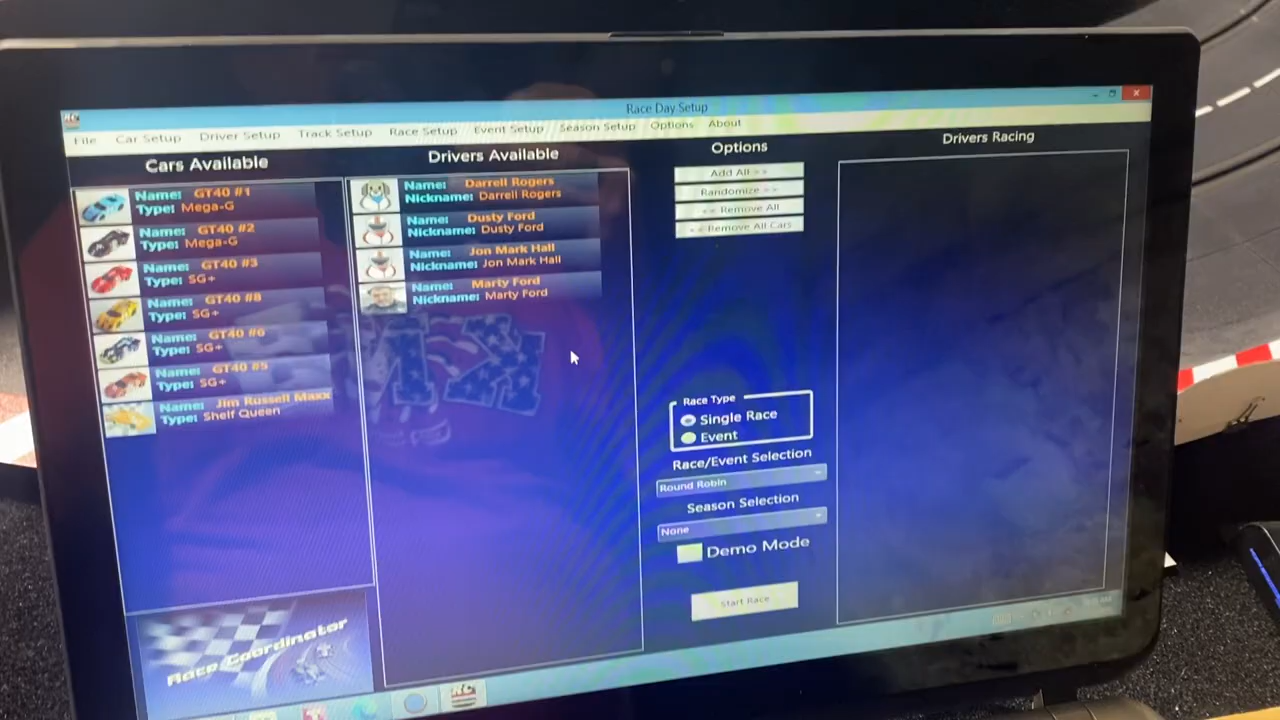 Race Day Setup
File Car Setup Driver Setup Track Setup Race Setup Event Setup Season Setup Options About
Cars Available
Name: GT40 #1
Type: Mega-G
Name: GT40 #2
Type: Mega-G
Name: GT40 #3
Type: SG+
Name: GT40 #8
Type: SG+
Name: GT40 #6
Type: SG+
Name: GT40 #5
Type: SG+
Name: Jim Russell Maxx
Type: Shelf Queen
Race Coordinator
Drivers Available
Name: Darrell Rogers
Nickname: Darrell Rogers
Name: Dusty Ford
Nickname: Dusty Ford
Name: Jon Mark Hall
Nickname: Jon Mark Hall
Name: Marty Ford
Nickname: Marty Ford
Options
Add All >>
Randomize >>
<< Remove All
<< Remove All Cars
Race Type
Single Race
Event
Race/Event Selection
Round Robin
Season Selection
None
Demo Mode
Start Race
Drivers Racing
RC